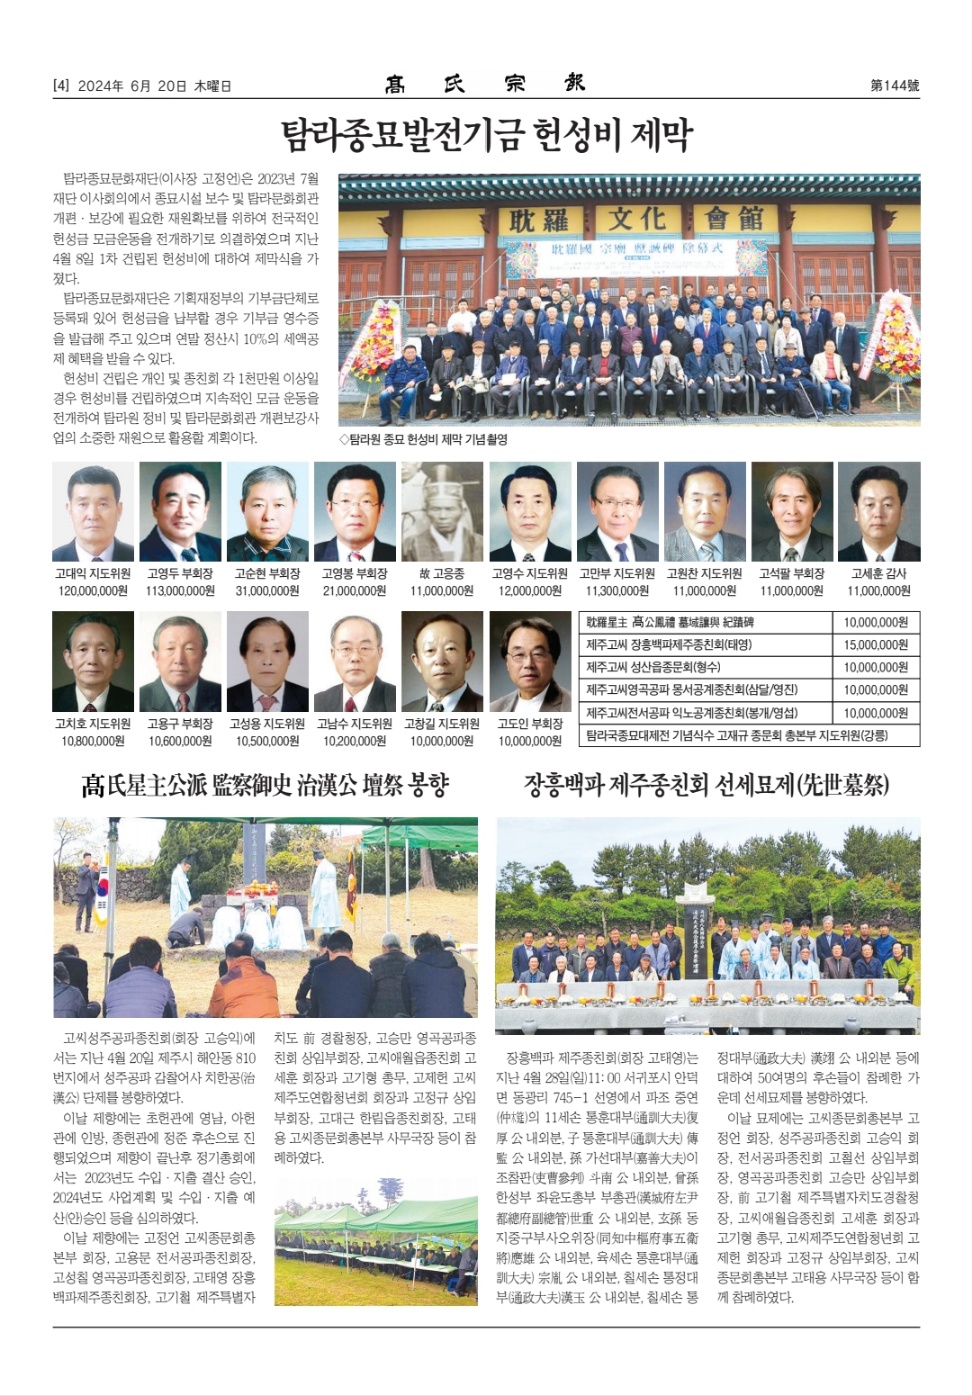 [4] 2024年 6月 20日 木曜日
髙氏宗報
第144號
탐라종묘발전기금 헌성비 제막
탐라종묘문화재단(이사장 고정언)은 2023년 7월
재단 이사회의에서 종묘시설 보수 및 탐라문화회관
개편·보강에 필요한 재원확보를 위하여 전국적인
헌성금 모금운동을 전개하기로 의결하였으며 지난
4월 8일 1차 건립된 헌성비에 대하여 제막식을 가
졌다.
탐라종묘문화재단은 기획재정부의 기부금단체로
등록돼 있어 헌성금을 납부할 경우 기부금 영수증
을 발급해 주고 있으며 연말 정산시 10%의 세액공
제 혜택을 받을 수 있다.
헌성비 건립은 개인 및 종친회 각 1천만원 이상일
경우 헌성비를 건립하였으며 지속적인 모금 운동을
전개하여 탐라원 정비 및 탐라문화회관 개편보강사
업의 소중한 재원으로 활용할 계획이다.
耽羅 文化 會館
耽羅國 宗廟 獻誠碑 除幕式
◇탐라원 종묘 헌성비 제막 기념촬영
고대익 지도위원 고영두 부회장 고순현 부회장 고영봉 부회장 故 고응종 고영수 지도위원 고만부 지도위원 고원찬 지도위원 고석팔 부회장 고세훈 감사
120,000,000원 113,000,000원 31,000,000원 21,000,000원 11,000,000원 12,000,000원 11,300,000원 11,000,000원 11,000,000원 11,000,000원
고치호 지도위원 고용구 부회장 고성용 지도위원 고남수 지도위원 고창길 지도위원 고도인 부회장
10,800,000원 10,600,000원 10,500,000원 10,200,000원 10,000,000원 10,000,000원
耽羅星主 高公鳳禮 墓域讓與 紀蹟碑 10,000,000원
제주고씨 장흥백파제주종친회(태영) 15,000,000원
제주고씨 성산읍종문회(형수) 10,000,000원
제주고씨영곡공파 몽서공계종친회(삼달/영진) 10,000,000원
제주고씨전서공파 익노공계종친회(봉개/영섭) 10,000,000원
탐라국종묘대제전 기념식수 고재규 종문회 총본부 지도위원(강릉)
髙氏星主公派 監察御史 治漢公 壇祭 봉향
고씨성주공파종친회(회장 고승익)에
서는 지난 4월 20일 제주시 해안동 810
번지에서 성주공파 감찰어사 치한공(治
漢公) 단제를 봉향하였다.
이날 제향에는 초헌관에 영남, 아헌
관에 인방, 종헌관에 정준 후손으로 진
행되었으며 제향이 끝난후 정기총회에
서는 2023년도 수입·지출 결산 승인,
2024년도 사업계획 및 수입·지출 예
산(안)승인 등을 심의하였다.
이날 제향에는 고정언 고씨종문회총
본부 회장, 고용문 전서공파종친회장,
고성칠 영곡공파종친회장, 고태영 장흥
백파제주종친회장, 고기철 제주특별자
치도 前 경찰청장, 고승만 영곡공파종
친회 상임부회장, 고씨애월읍종친회 고
세훈 회장과 고기형 총무, 고제헌 고씨
제주도연합청년회 회장과 고정규 상임
부회장, 고대근 한림읍종친회장, 고태
용 고씨종문회총본부 사무국장 등이 참
례하였다.
장흥백파 제주종친회 선세묘제(先世墓祭)
장흥백파 제주종친회(회장 고태영)는
지난 4월 28일(일)11:00 서귀포시 안덕
면 동광리 745-1 선영에서 파조 중연
(仲筵)의 11세손 통훈대부(通訓大夫)復
厚 公 내외분, 子 통훈대부(通訓大夫) 傳
監 公 내외분, 孫 가선대부(嘉善大夫)이
조참판(吏曹參判) 斗南 公 내외분, 曾孫
한성부 좌윤도총부 부총관(漢城府左尹
都總府副總管)世重 公 내외분, 玄孫 동
지중구부사오위장(同知中樞府事五衛
將)應雄 公 내외분, 육세손 통훈대부(通
訓大夫) 宗胤 公 내외분, 칠세손 통정대
부(通政大夫)漢玉 公 내외분, 칠세손 통
정대부(通政大夫) 漢翊 公 내외분 등에
대하여 50여명의 후손들이 참례한 가
운데 선세묘제를 봉향하였다.
이날 묘제에는 고씨종문회총본부 고
정언 회장, 성주공파종친회 고승익 회
장, 전서공파종친회 고철선 상임부회
장, 영곡공파종친회 고승만 상임부회
장, 前 고기철 제주특별자치도경찰청
장, 고씨애월읍종친회 고세훈 회장과
고기형 총무, 고씨제주도연합청년회 고
제헌 회장과 고정규 상임부회장, 고씨
종문회총본부 고태용 사무국장 등이 함
께 참례하였다.